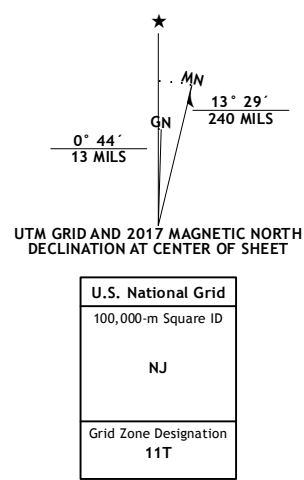 ★
MN
GN
13° 29´
240 MILS
0° 44´
13 MILS
UTM GRID AND 2017 MAGNETIC NORTH
DECLINATION AT CENTER OF SHEET
U.S. National Grid
100,000-m Square ID
NJ
Grid Zone Designation
11T